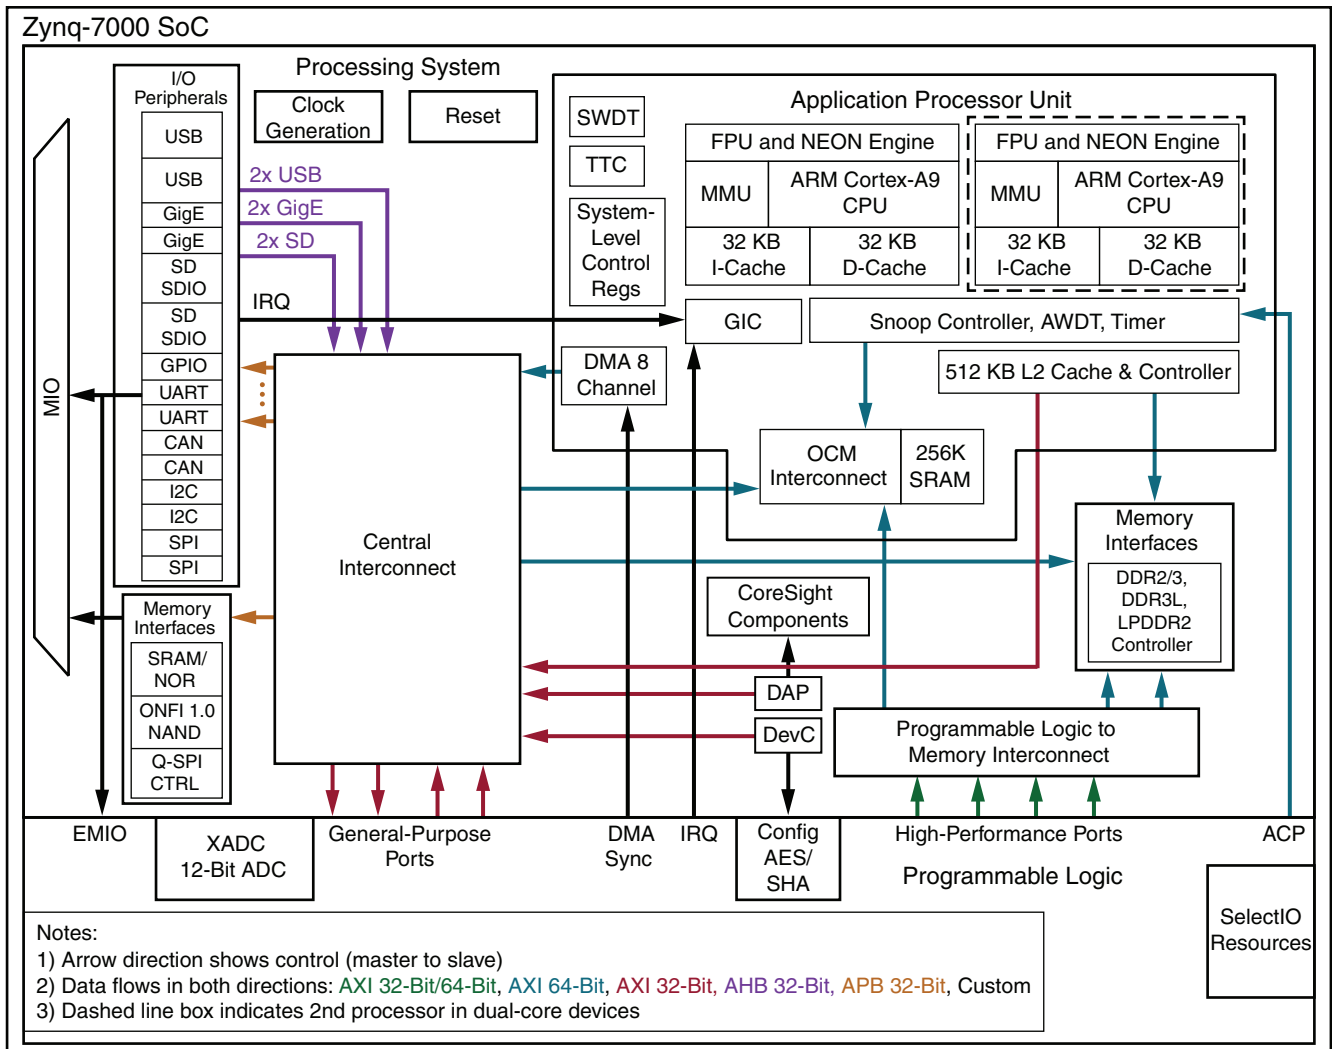 Zynq-7000 SoC
Processing System
I/O
Peripherals
USB
USB
GigE
GigE
SD
SDIO
SD
SDIO
GPIO
UART
UART
CAN
CAN
I2C
I2C
SPI
SPI
MIO
Clock
Generation
Reset
2x USB
2x GigE
2x SD
IRQ
Application Processor Unit
SWDT
TTC
System-
Level
Control
Regs
FPU and NEON Engine
MMU
ARM Cortex-A9
CPU
32 KB
I-Cache
32 KB
D-Cache
FPU and NEON Engine
MMU
ARM Cortex-A9
CPU
32 KB
I-Cache
32 KB
D-Cache
GIC
Snoop Controller, AWDT, Timer
DMA 8
Channel
512 KB L2 Cache & Controller
OCM
Interconnect
256K
SRAM
Central
Interconnect
Memory
Interfaces
DDR2/3,
DDR3L,
LPDDR2
Controller
CoreSight
Components
DAP
DevC
Programmable Logic to
Memory Interconnect
Memory
Interfaces
SRAM/
NOR
ONFI 1.0
NAND
Q-SPI
CTRL
EMIO
XADC
12-Bit ADC
General-Purpose
Ports
DMA
Sync
IRQ
Config
AES/
SHA
High-Performance Ports
ACP
Programmable Logic
SelectIO
Resources
Notes:
1) Arrow direction shows control (master to slave)
2) Data flows in both directions: AXI 32-Bit/64-Bit, AXI 64-Bit, AXI 32-Bit, AHB 32-Bit, APB 32-Bit, Custom
3) Dashed line box indicates 2nd processor in dual-core devices